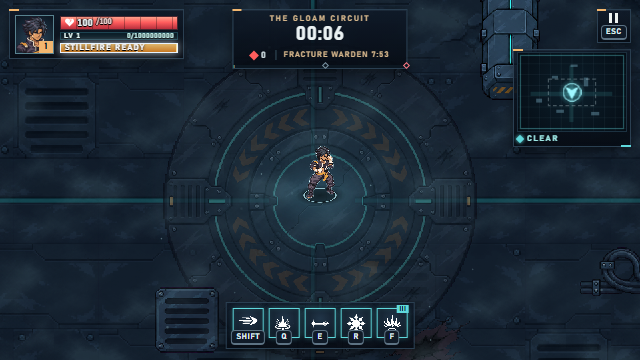 100/100
LV 1 0/1000000000
STILLFIRE READY
1
THE GLOAM CIRCUIT
00:06
0 FRACTURE WARDEN 7:53
ESC
CLEAR
SHIFT Q E R F